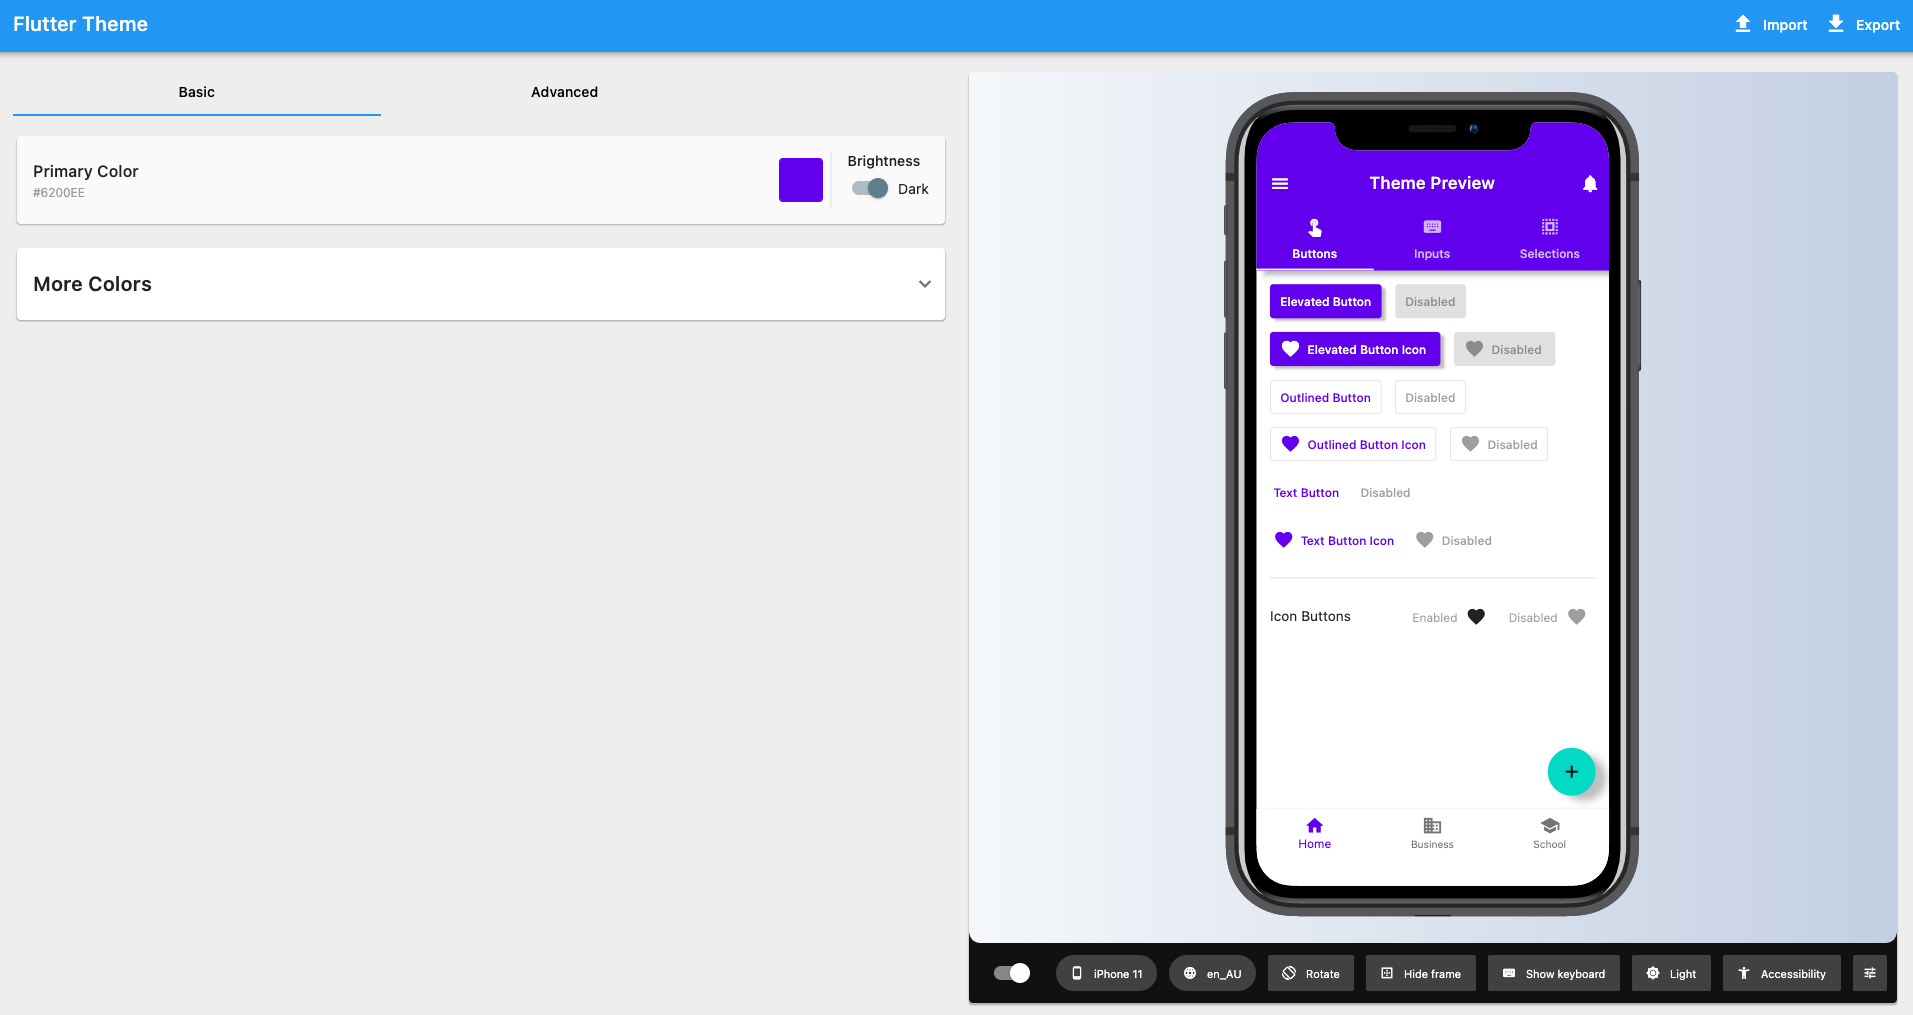 Flutter Theme
Import
Export
Basic
Advanced
Primary Color
#6200EE
Brightness
Dark
More Colors
Theme Preview
Buttons
Inputs
Selections
Elevated Button
Disabled
Elevated Button Icon
Disabled
Outlined Button
Disabled
Outlined Button Icon
Disabled
Text Button
Disabled
Text Button Icon
Disabled
Icon Buttons
Enabled
Disabled
Home
Business
School
iPhone 11
en_AU
Rotate
Hide frame
Show keyboard
Light
Accessibility